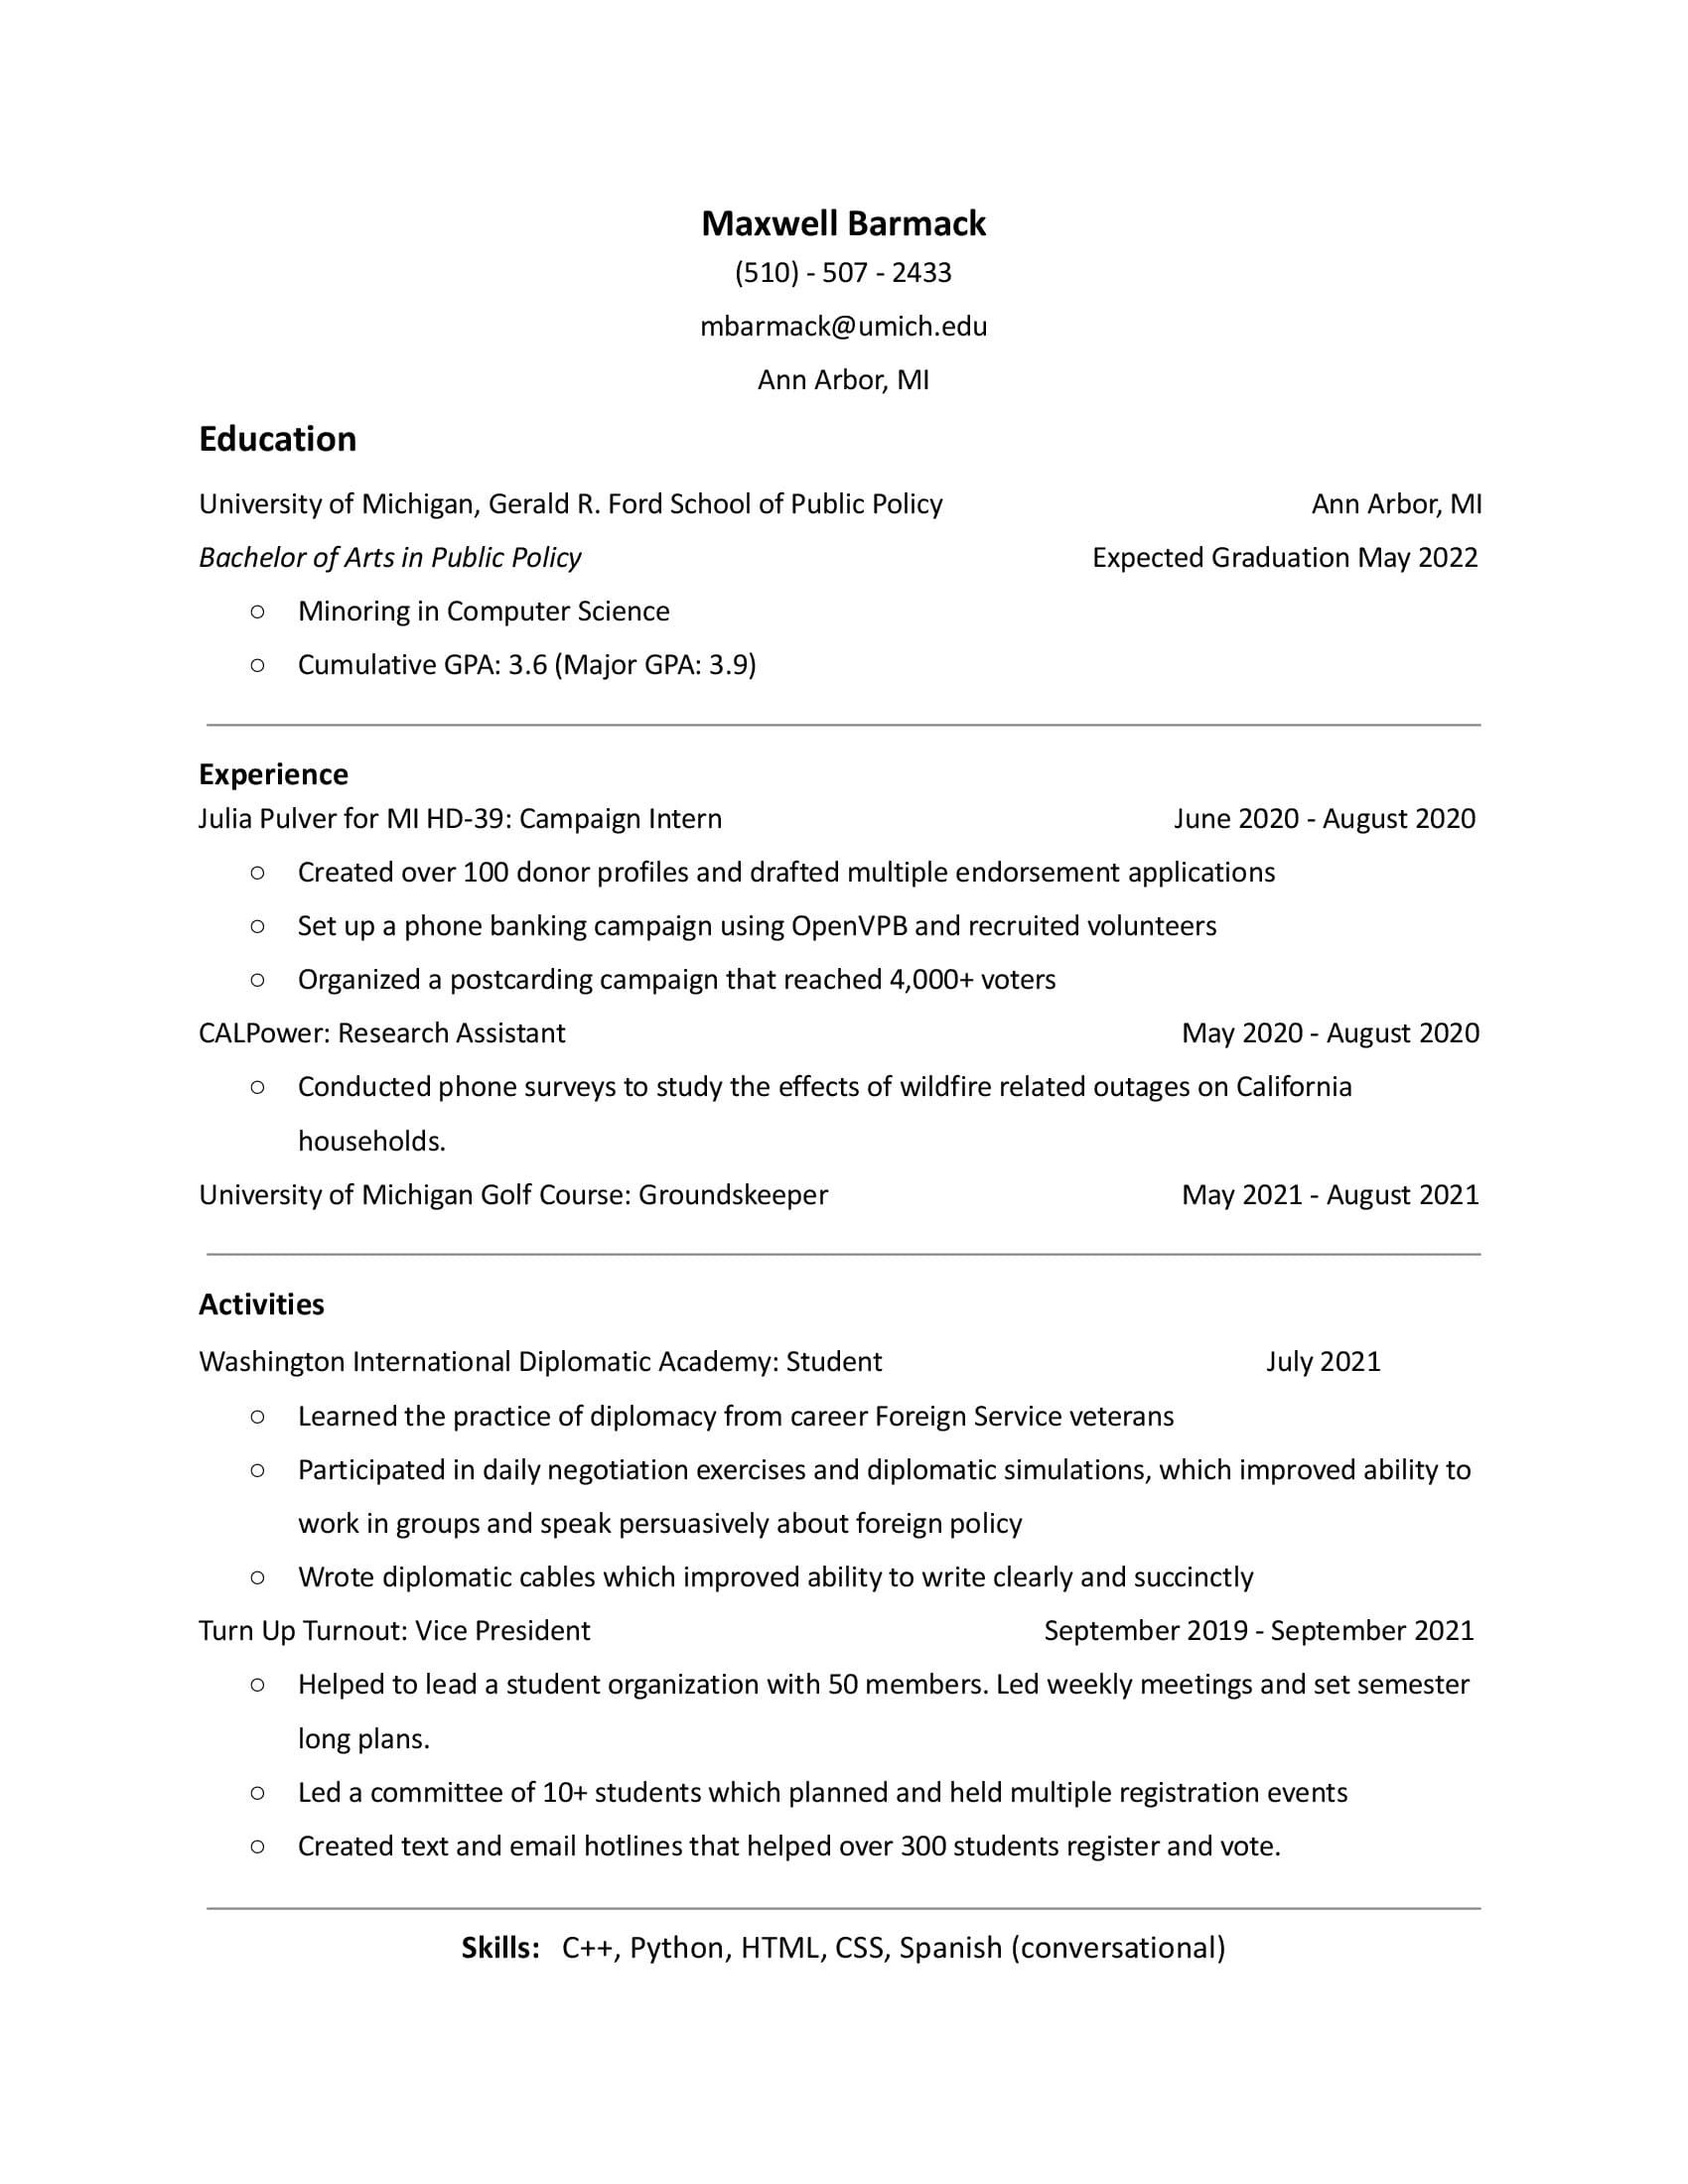 Maxwell Barmack
(510) - 507 - 2433
mbarmack@umich.edu
Ann Arbor, MI
Education
University of Michigan, Gerald R. Ford School of Public Policy Ann Arbor, MI
Bachelor of Arts in Public Policy Expected Graduation May 2022
○ Minoring in Computer Science
○ Cumulative GPA: 3.6 (Major GPA: 3.9)
Experience
Julia Pulver for MI HD-39: Campaign Intern June 2020 - August 2020
○ Created over 100 donor profiles and drafted multiple endorsement applications
○ Set up a phone banking campaign using OpenVPB and recruited volunteers
○ Organized a postcarding campaign that reached 4,000+ voters
CALPower: Research Assistant May 2020 - August 2020
○ Conducted phone surveys to study the effects of wildfire related outages on California
households.
University of Michigan Golf Course: Groundskeeper May 2021 - August 2021
Activities
Washington International Diplomatic Academy: Student July 2021
○ Learned the practice of diplomacy from career Foreign Service veterans
○ Participated in daily negotiation exercises and diplomatic simulations, which improved ability to
work in groups and speak persuasively about foreign policy
○ Wrote diplomatic cables which improved ability to write clearly and succinctly
Turn Up Turnout: Vice President September 2019 - September 2021
○ Helped to lead a student organization with 50 members. Led weekly meetings and set semester
long plans.
○ Led a committee of 10+ students which planned and held multiple registration events
○ Created text and email hotlines that helped over 300 students register and vote.
Skills: C++, Python, HTML, CSS, Spanish (conversational)